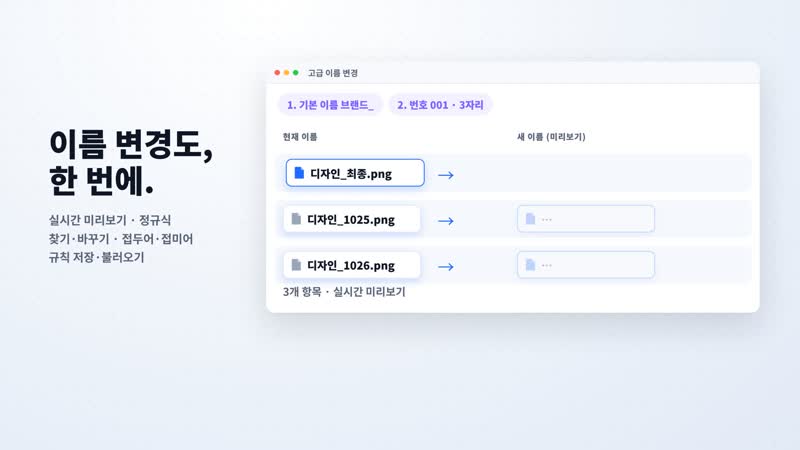 이름 변경도,
한 번에.
실시간 미리보기 · 정규식
찾기·바꾸기 · 접두어·접미어
규칙 저장·불러오기
고급 이름 변경
1. 기본 이름 브랜드_
2. 번호 001 · 3자리
현재 이름
새 이름 (미리보기)
디자인_최종.png →
디자인_1025.png → ···
디자인_1026.png → ···
3개 항목 · 실시간 미리보기